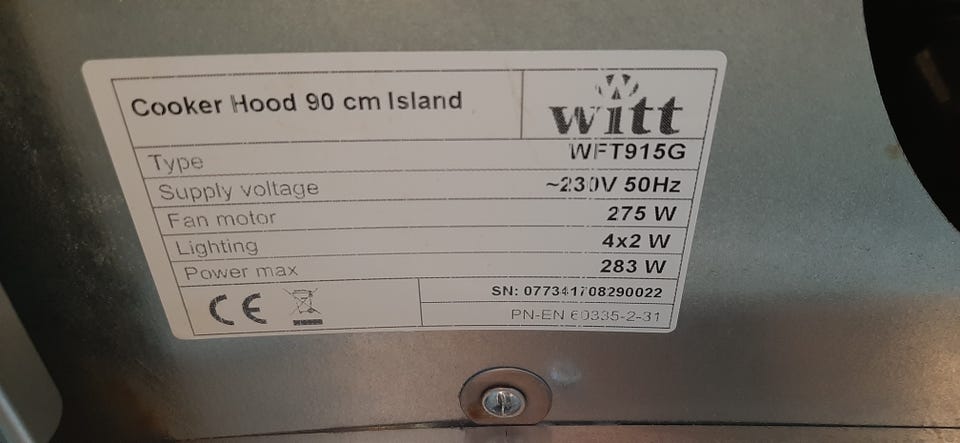 Cooker Hood 90 cm Island
witt
Type WFT915G
Supply voltage ~230V 50Hz
Fan motor 275 W
Lighting 4x2 W
Power max 283 W
CE
SN: 077341708290022
PN-EN 60335-2-31